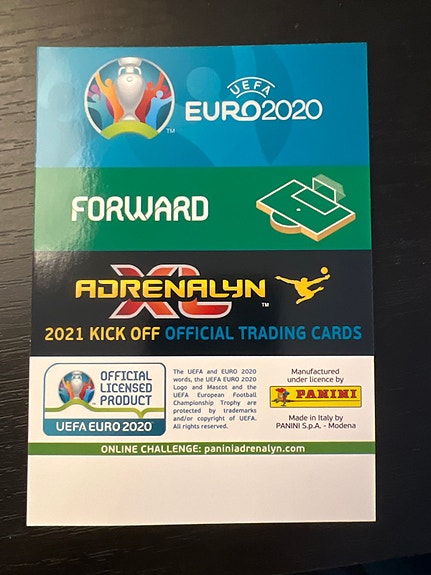 UEFA
EURO2020
TM
FORWARD
ADRENALYN
XL
TM
2021 KICK OFF OFFICIAL TRADING CARDS
OFFICIAL
LICENSED
PRODUCT
UEFA EURO 2020
The UEFA and EURO 2020
words, the UEFA EURO 2020
Logo and Mascot and the
UEFA European Football
Championship Trophy are
protected by trademarks
and/or copyright of UEFA.
All rights reserved.
Manufactured
under licence by
PANINI
Made in Italy by
PANINI S.p.A. - Modena
ONLINE CHALLENGE: paniniadrenalyn.com